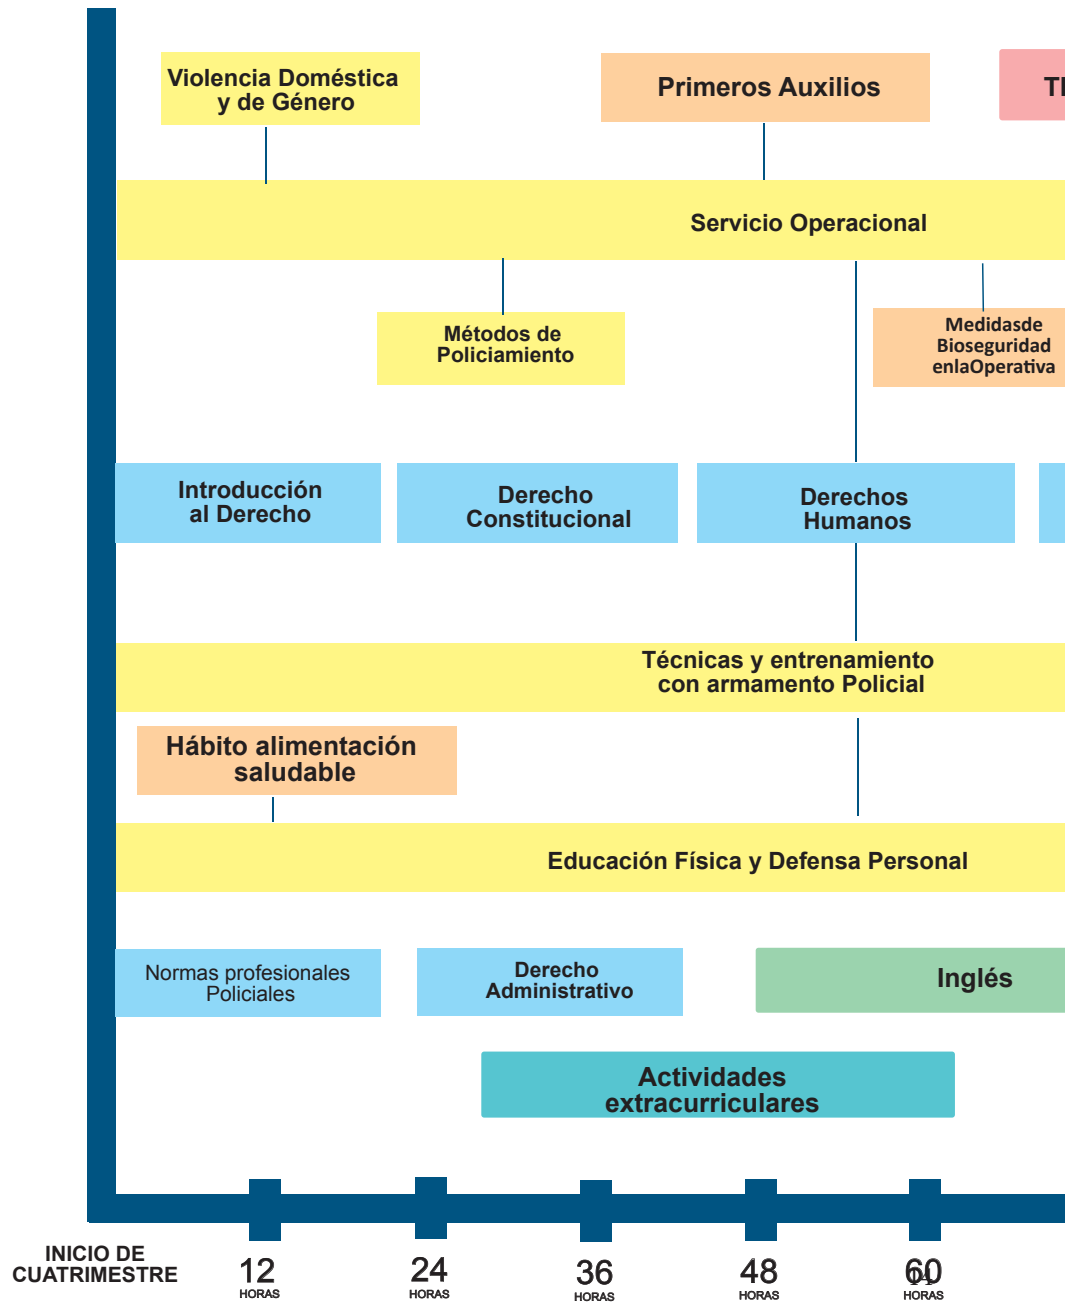 Violencia Doméstica
y de Género
Primeros Auxilios
Servicio Operacional
Métodos de
Policiamiento
Medidasde
Bioseguridad
enlaOperativa
Introducción
al Derecho
Derecho
Constitucional
Derechos
Humanos
Técnicas y entrenamiento
con armamento Policial
Hábito alimentación
saludable
Educación Física y Defensa Personal
Normas profesionales
Policiales
Derecho
Administrativo
Inglés
Actividades
extracurriculares
INICIO DE
CUATRIMESTRE
12
HORAS
24
HORAS
36
HORAS
48
HORAS
60
HORAS
14